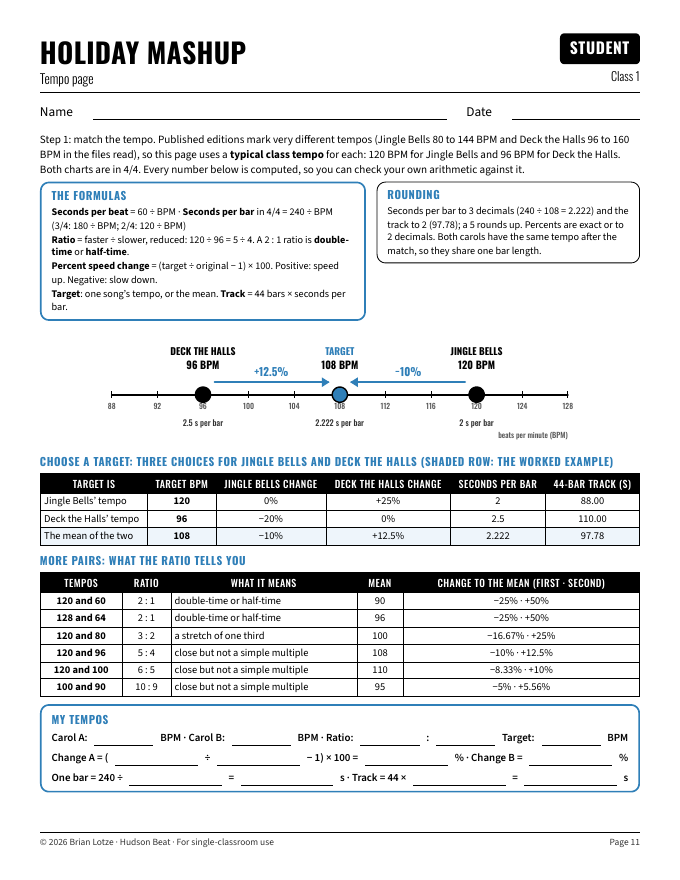 HOLIDAY MASHUP
STUDENT
Tempo page
Class 1
Name
Date
Step 1: match the tempo. Published editions mark very different tempos (Jingle Bells 80 to 144 BPM and Deck the Halls 96 to 160
BPM in the files read), so this page uses a typical class tempo for each: 120 BPM for Jingle Bells and 96 BPM for Deck the Halls.
Both charts are in 4/4. Every number below is computed, so you can check your own arithmetic against it.
THE FORMULAS
Seconds per beat = 60 ÷ BPM · Seconds per bar in 4/4 = 240 ÷ BPM
(3/4: 180 ÷ BPM; 2/4: 120 ÷ BPM)
Ratio = faster ÷ slower, reduced: 120 ÷ 96 = 5 ÷ 4. A 2 : 1 ratio is double-
time or half-time.
Percent speed change = (target ÷ original − 1) × 100. Positive: speed
up. Negative: slow down.
Target: one song's tempo, or the mean. Track = 44 bars × seconds per
bar.
ROUNDING
Seconds per bar to 3 decimals (240 ÷ 108 = 2.222) and the
track to 2 (97.78); a 5 rounds up. Percents are exact or to
2 decimals. Both carols have the same tempo after the
match, so they share one bar length.
DECK THE HALLS TARGET JINGLE BELLS
96 BPM 108 BPM 120 BPM
+12.5% −10%
88 92 96 100 104 108 112 116 120 124 128
2.5 s per bar 2.222 s per bar 2 s per bar
beats per minute (BPM)
CHOOSE A TARGET: THREE CHOICES FOR JINGLE BELLS AND DECK THE HALLS (SHADED ROW: THE WORKED EXAMPLE)
TARGET IS TARGET BPM JINGLE BELLS CHANGE DECK THE HALLS CHANGE SECONDS PER BAR 44-BAR TRACK (S)
Jingle Bells' tempo 120 0% +25% 2 88.00
Deck the Halls' tempo 96 −20% 0% 2.5 110.00
The mean of the two 108 −10% +12.5% 2.222 97.78
MORE PAIRS: WHAT THE RATIO TELLS YOU
TEMPOS RATIO WHAT IT MEANS MEAN CHANGE TO THE MEAN (FIRST · SECOND)
120 and 60 2 : 1 double-time or half-time 90 −25% · +50%
128 and 64 2 : 1 double-time or half-time 96 −25% · +50%
120 and 80 3 : 2 a stretch of one third 100 −16.67% · +25%
120 and 96 5 : 4 close but not a simple multiple 108 −10% · +12.5%
120 and 100 6 : 5 close but not a simple multiple 110 −8.33% · +10%
100 and 90 10 : 9 close but not a simple multiple 95 −5% · +5.56%
MY TEMPOS
Carol A: BPM · Carol B: BPM · Ratio: : Target: BPM
Change A = ( ÷ − 1) × 100 = % · Change B = %
One bar = 240 ÷ = s · Track = 44 × = s
© 2026 Brian Lotze · Hudson Beat · For single-classroom use
Page 11